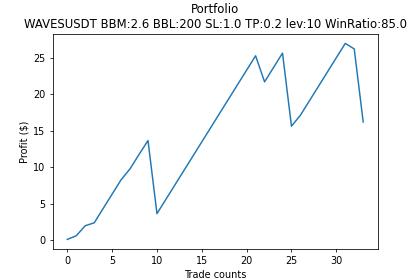 Portfolio
WAVESUSDT BBM:2.6 BBL:200 SL:1.0 TP:0.2 lev:10 WinRatio:85.0
25
20
15
10
5
0
Profit ($)
0 5 10 15 20 25 30
Trade counts